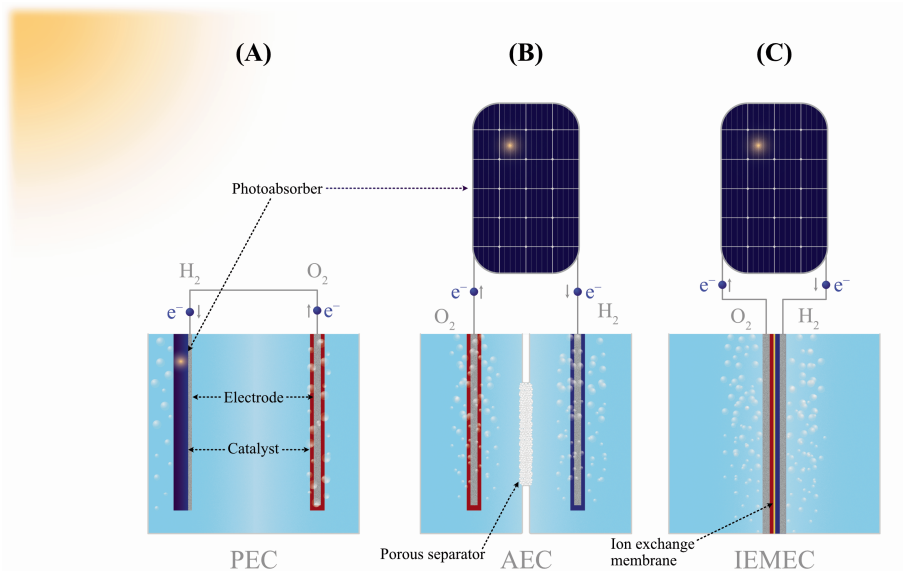 (A)
(B)
(C)
Photoabsorber
H₂
O₂
e⁻
e⁻
e⁻
e⁻
e⁻
e⁻
O₂
H₂
O₂
H₂
Electrode
Catalyst
Porous separator
Ion exchange
membrane
PEC
AEC
IEMEC